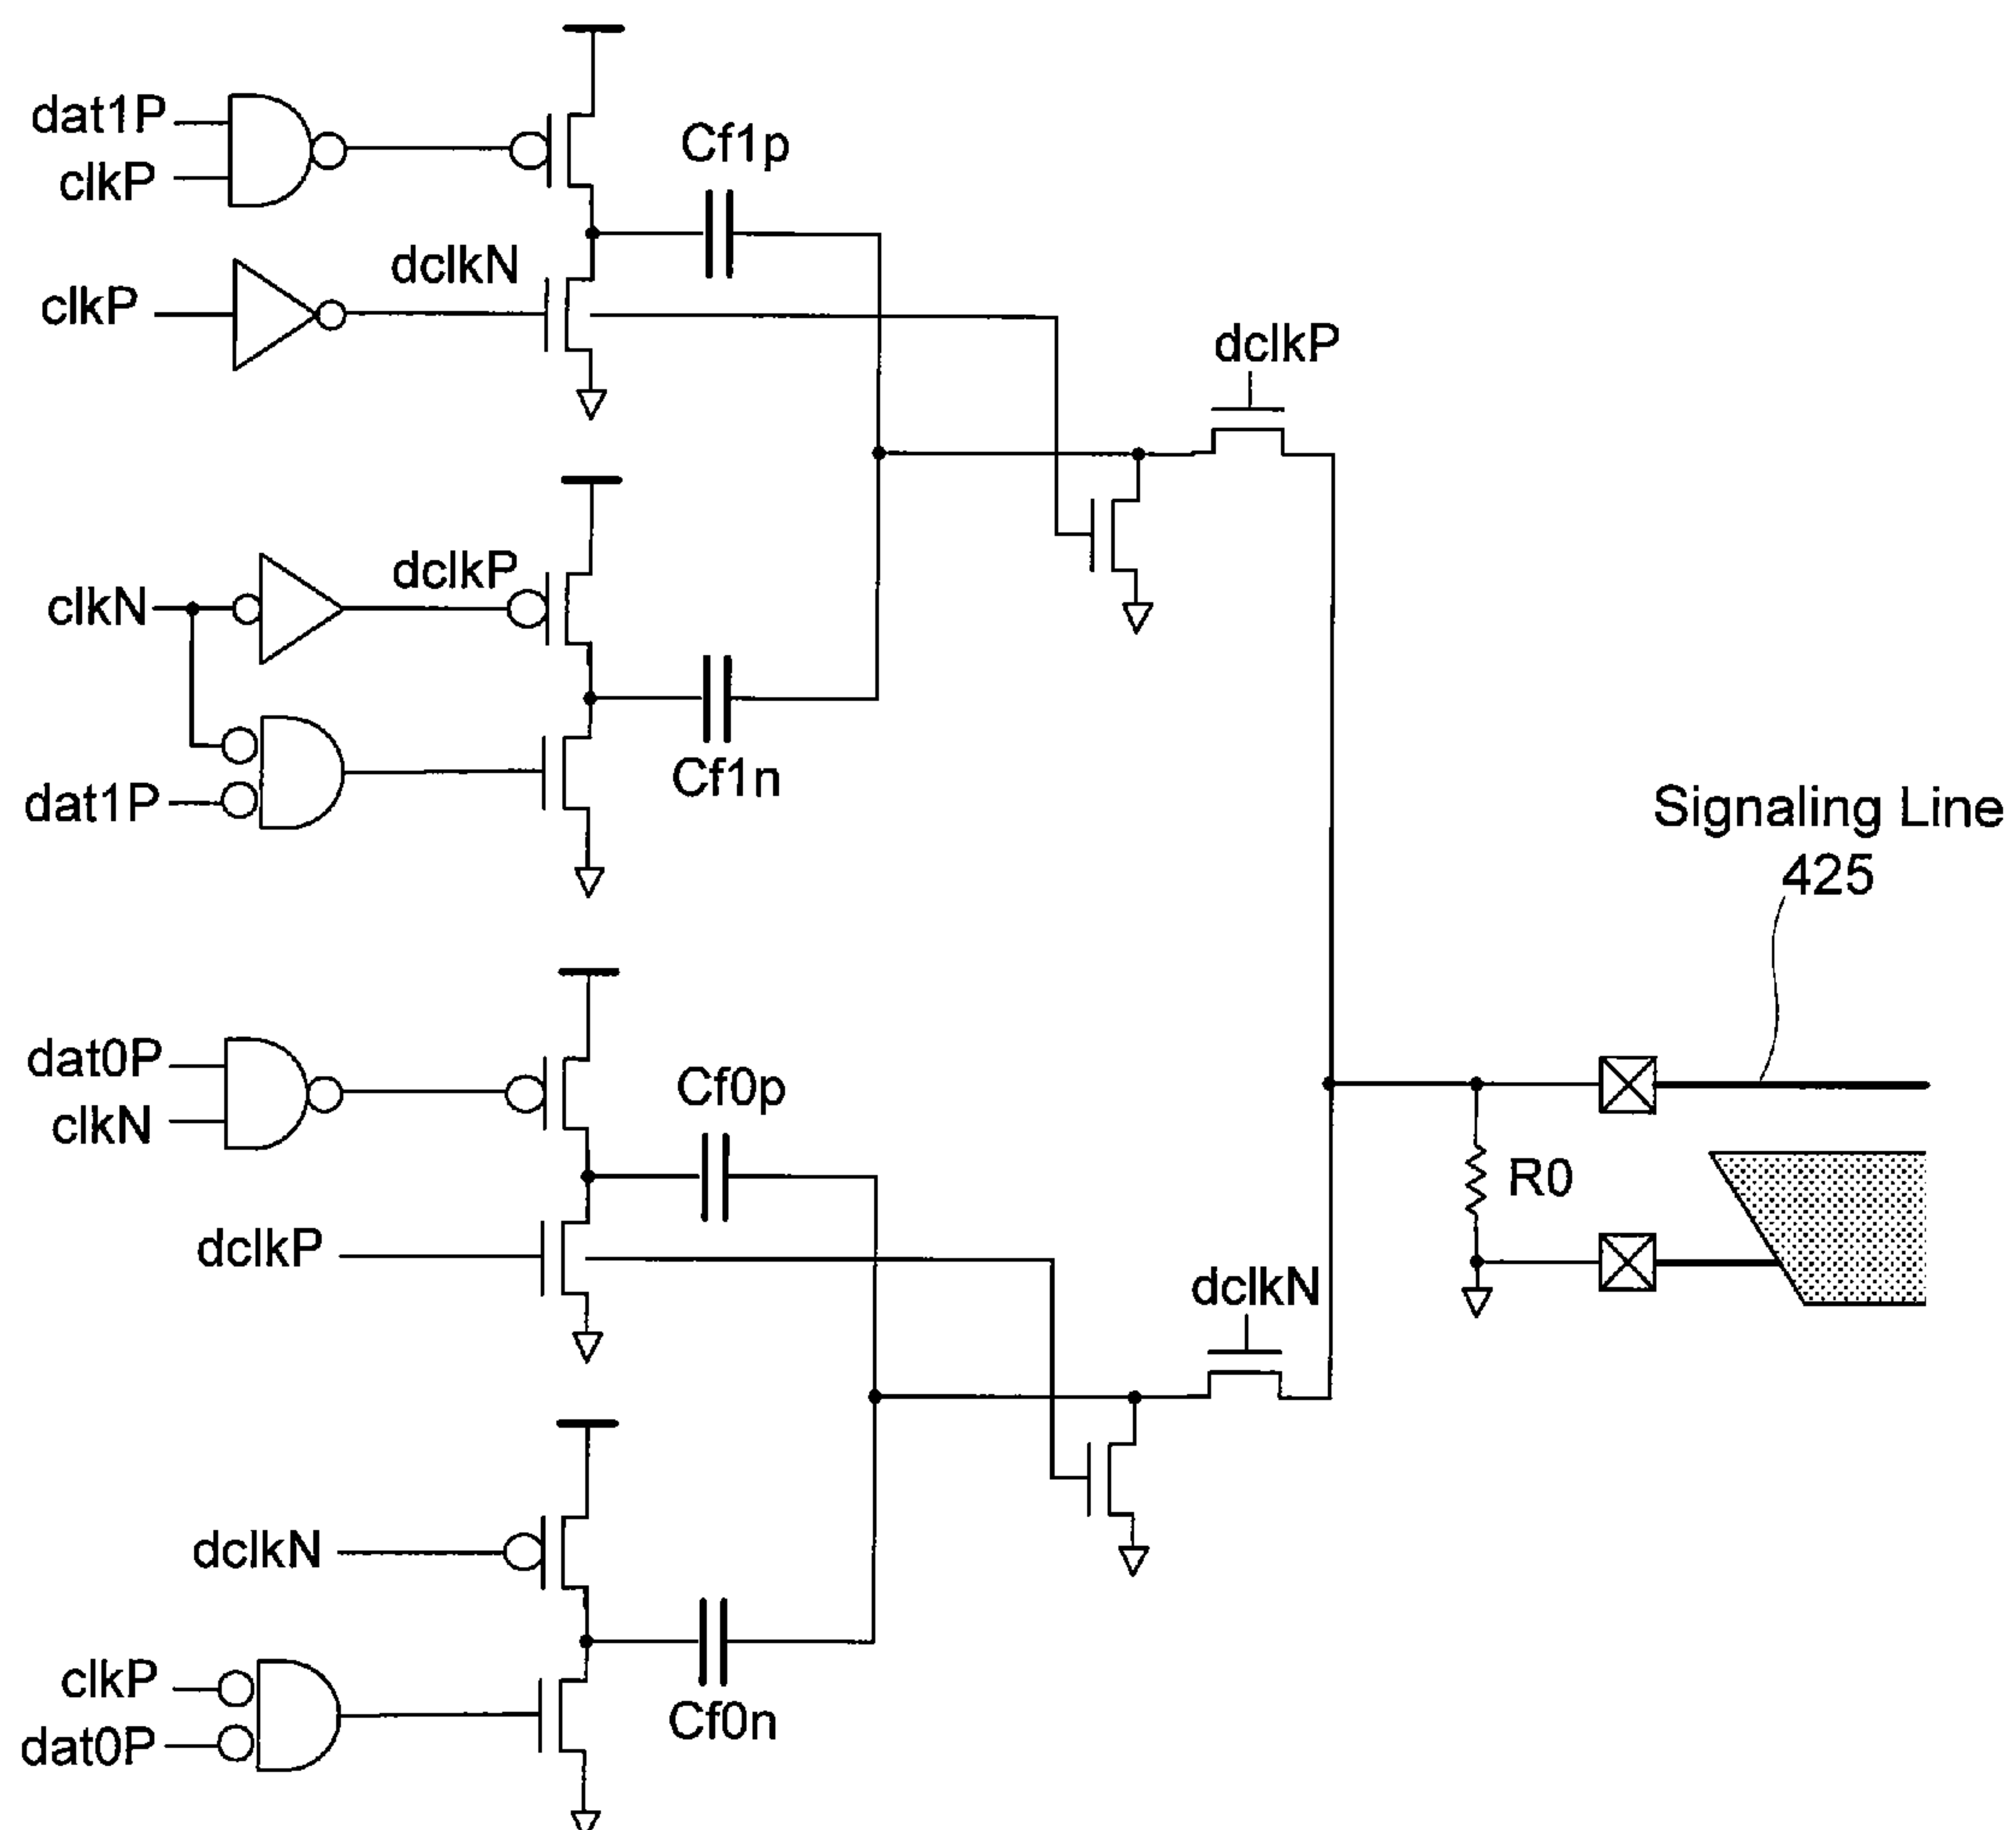 dat1P
clkP
Cf1p
dclkN
clkP
dclkP
clkN
dclkP
dat1P
Cf1n
Signaling Line
425
dat0P
clkN
Cf0p
R0
dclkP
dclkN
dclkN
clkP
dat0P
Cf0n